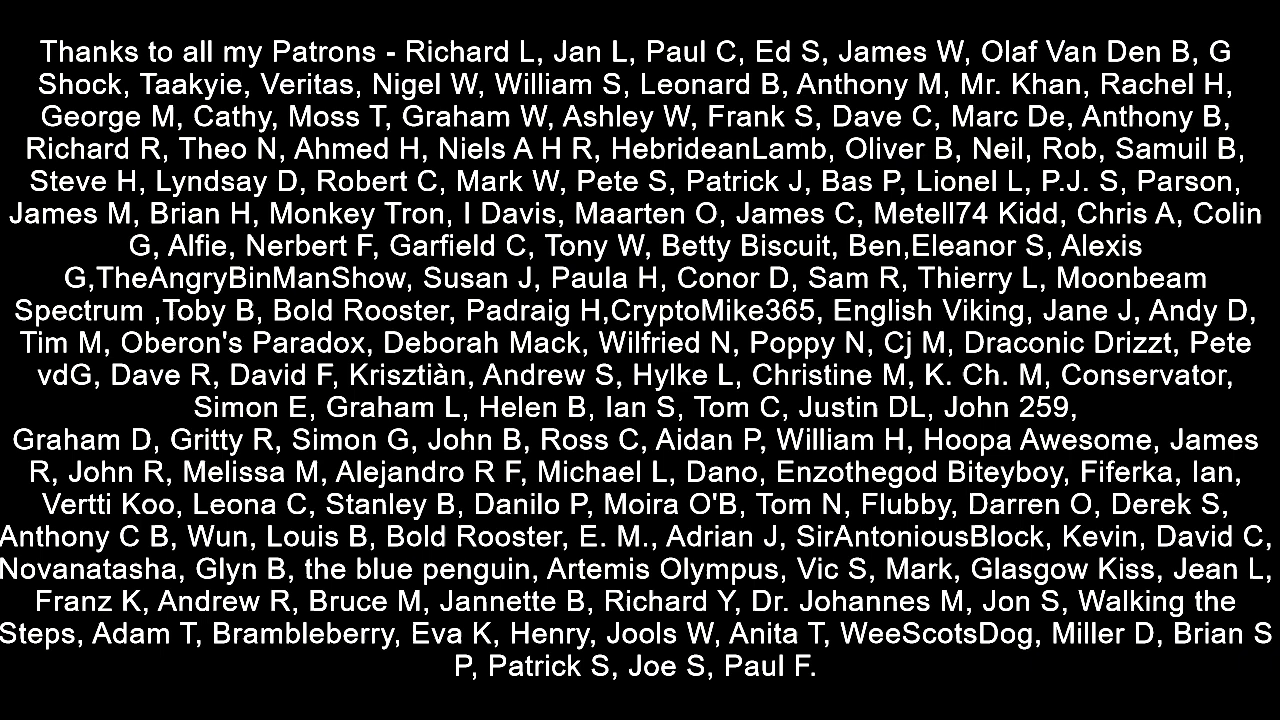 Thanks to all my Patrons - Richard L, Jan L, Paul C, Ed S, James W, Olaf Van Den B, G
Shock, Taakyie, Veritas, Nigel W, William S, Leonard B, Anthony M, Mr. Khan, Rachel H,
George M, Cathy, Moss T, Graham W, Ashley W, Frank S, Dave C, Marc De, Anthony B,
Richard R, Theo N, Ahmed H, Niels A H R, HebrideanLamb, Oliver B, Neil, Rob, Samuil B,
Steve H, Lyndsay D, Robert C, Mark W, Pete S, Patrick J, Bas P, Lionel L, P.J. S, Parson,
James M, Brian H, Monkey Tron, I Davis, Maarten O, James C, Metell74 Kidd, Chris A, Colin
G, Alfie, Nerbert F, Garfield C, Tony W, Betty Biscuit, Ben,Eleanor S, Alexis
G,TheAngryBinManShow, Susan J, Paula H, Conor D, Sam R, Thierry L, Moonbeam
Spectrum ,Toby B, Bold Rooster, Padraig H,CryptoMike365, English Viking, Jane J, Andy D,
Tim M, Oberon's Paradox, Deborah Mack, Wilfried N, Poppy N, Cj M, Draconic Drizzt, Pete
vdG, Dave R, David F, Krisztiàn, Andrew S, Hylke L, Christine M, K. Ch. M, Conservator,
Simon E, Graham L, Helen B, Ian S, Tom C, Justin DL, John 259,
Graham D, Gritty R, Simon G, John B, Ross C, Aidan P, William H, Hoopa Awesome, James
R, John R, Melissa M, Alejandro R F, Michael L, Dano, Enzothegod Biteyboy, Fiferka, Ian,
Vertti Koo, Leona C, Stanley B, Danilo P, Moira O'B, Tom N, Flubby, Darren O, Derek S,
Anthony C B, Wun, Louis B, Bold Rooster, E. M., Adrian J, SirAntoniousBlock, Kevin, David C,
Novanatasha, Glyn B, the blue penguin, Artemis Olympus, Vic S, Mark, Glasgow Kiss, Jean L,
Franz K, Andrew R, Bruce M, Jannette B, Richard Y, Dr. Johannes M, Jon S, Walking the
Steps, Adam T, Brambleberry, Eva K, Henry, Jools W, Anita T, WeeScotsDog, Miller D, Brian S
P, Patrick S, Joe S, Paul F.